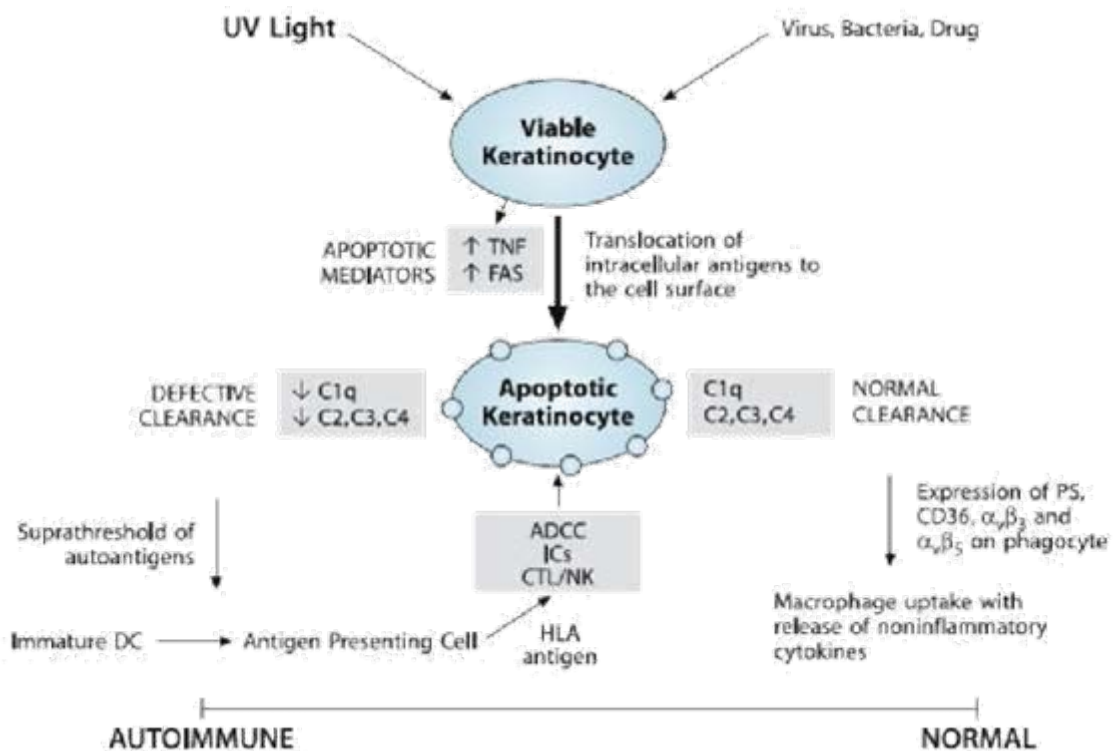 UV Light
Virus, Bacteria, Drug
Viable
Keratinocyte
APOPTOTIC
MEDIATORS
↑ TNF
↑ FAS
Translocation of
intracellular antigens to
the cell surface
DEFECTIVE
CLEARANCE
↓ C1q
↓ C2,C3,C4
Apoptotic
Keratinocyte
C1q
C2,C3,C4
NORMAL
CLEARANCE
Suprathreshold of
autoantigens
ADCC
ICs
CTL/NK
Expression of PS,
CD36, αᵥβ₃ and
αᵥβ₅ on phagocyte
Immature DC
Antigen Presenting Cell
HLA
antigen
Macrophage uptake with
release of noninflammatory
cytokines
AUTOIMMUNE
NORMAL